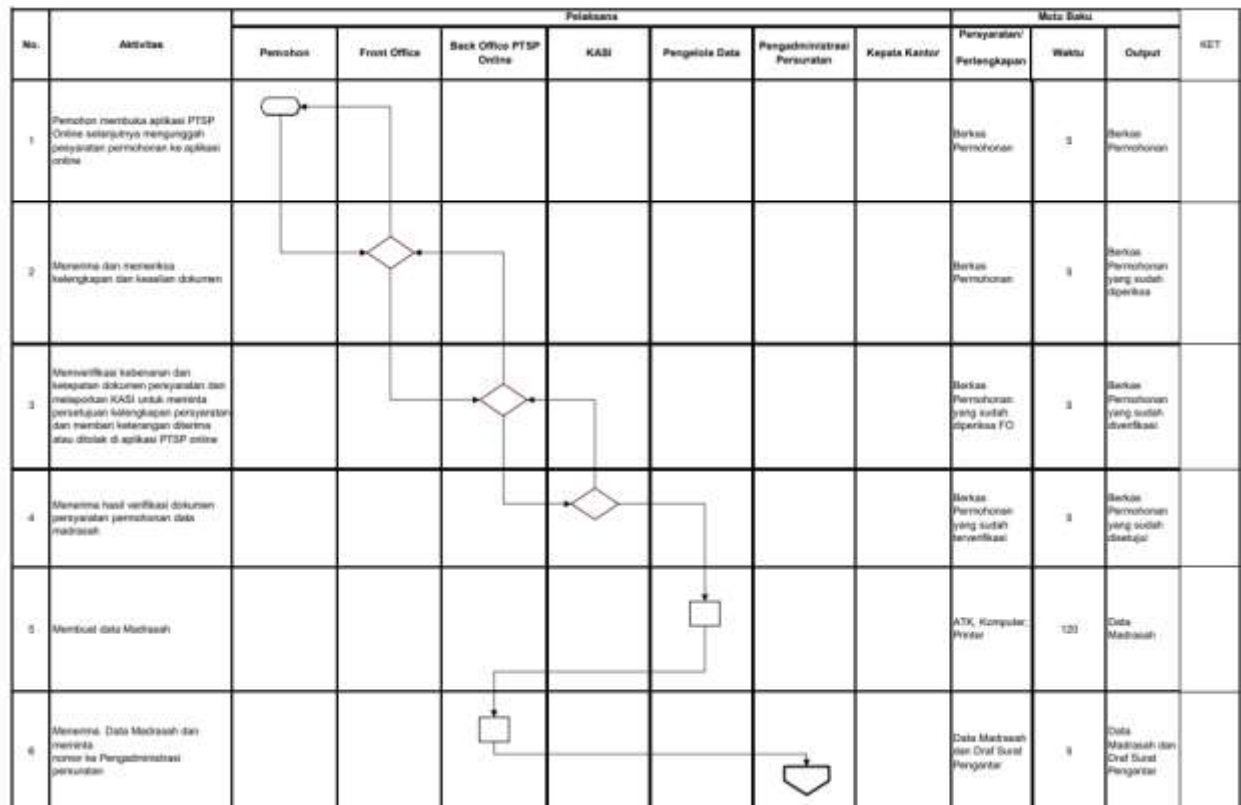 Pelaksana
Mutu Baku
No.
Aktivitas
KET
Pemohon
Front Office
Back Office PTSP
Online
KASI
Pengelola Data
Pengadministrasi
Persuratan
Kepala Kantor
Persyaratan/
Perlengkapan
Waktu
Output
1
Pemohon membuka aplikasi PTSP
Online selanjutnya mengunggah
persyaratan permohonan ke aplikasi
online
Berkas
Permohonan
5
Berkas
Permohonan
2
Menerima dan memeriksa
kelengkapan dan keaslian dokumen
Berkas
Permohonan
Berkas
Permohonan
yang sudah
diperiksa
3
Memverifikasi kebenaran dan
ketepatan dokumen persyaratan dan
melaporkan KASI untuk meminta
persetujuan kelengkapan persyaratan
dan memberi keterangan diterima
atau ditolak di aplikasi PTSP online
Berkas
Permohonan
yang sudah
diperiksa FO
Berkas
Permohonan
yang sudah
diverifikasi
4
Menerima hasil verifikasi dokumen
persyaratan permohonan data
madrasah
Berkas
Permohonan
yang sudah
terverifikasi
Berkas
Permohonan
yang sudah
disetujui
5
Membuat data Madrasah
ATK, Komputer,
Printer
120
Data
Madrasah
6
Menerima Data Madrasah dan
meminta
nomor ke Pengadministrasi
persuratan
Data Madrasah
dan Draf Surat
Pengantar
5
Data
Madrasah dan
Draf Surat
Pengantar